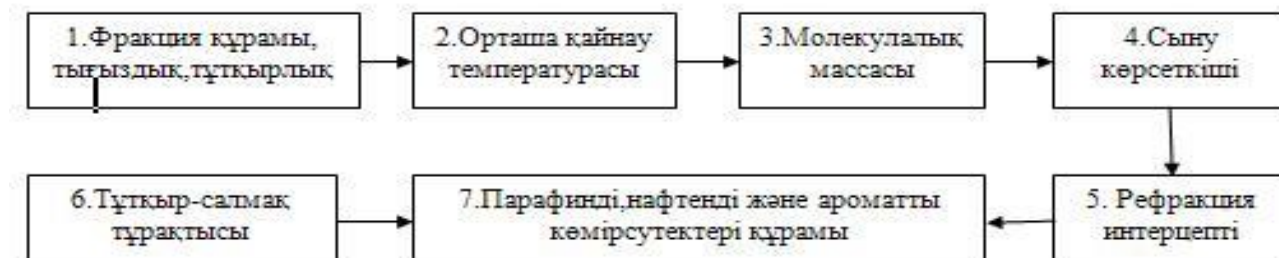 1.Фракция құрамы,
тығыздық,тұтқырлық
2.Орташа қайнау
температурасы
3.Молекулалық
массасы
4.Сыну
көрсеткіші
6.Тұтқыр-салмақ
тұрақтысы
7.Парафинді,нафтенді және ароматты
көмірсутектері құрамы
5. Рефракция
интерцепті